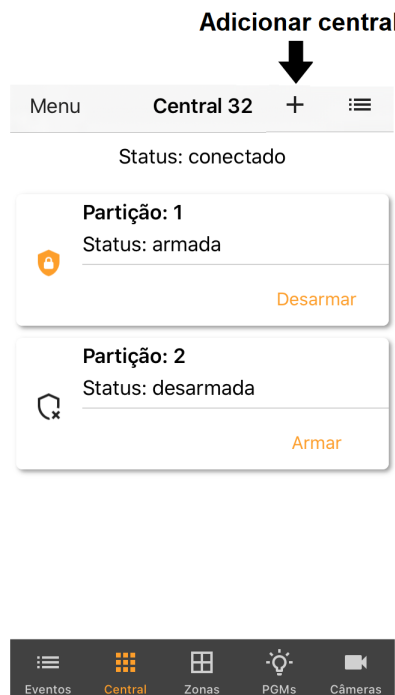 Adicionar central
Menu Central 32 +
Status: conectado
Partição: 1
Status: armada
Desarmar
Partição: 2
Status: desarmada
Armar
Eventos Central Zonas PGMs Câmeras